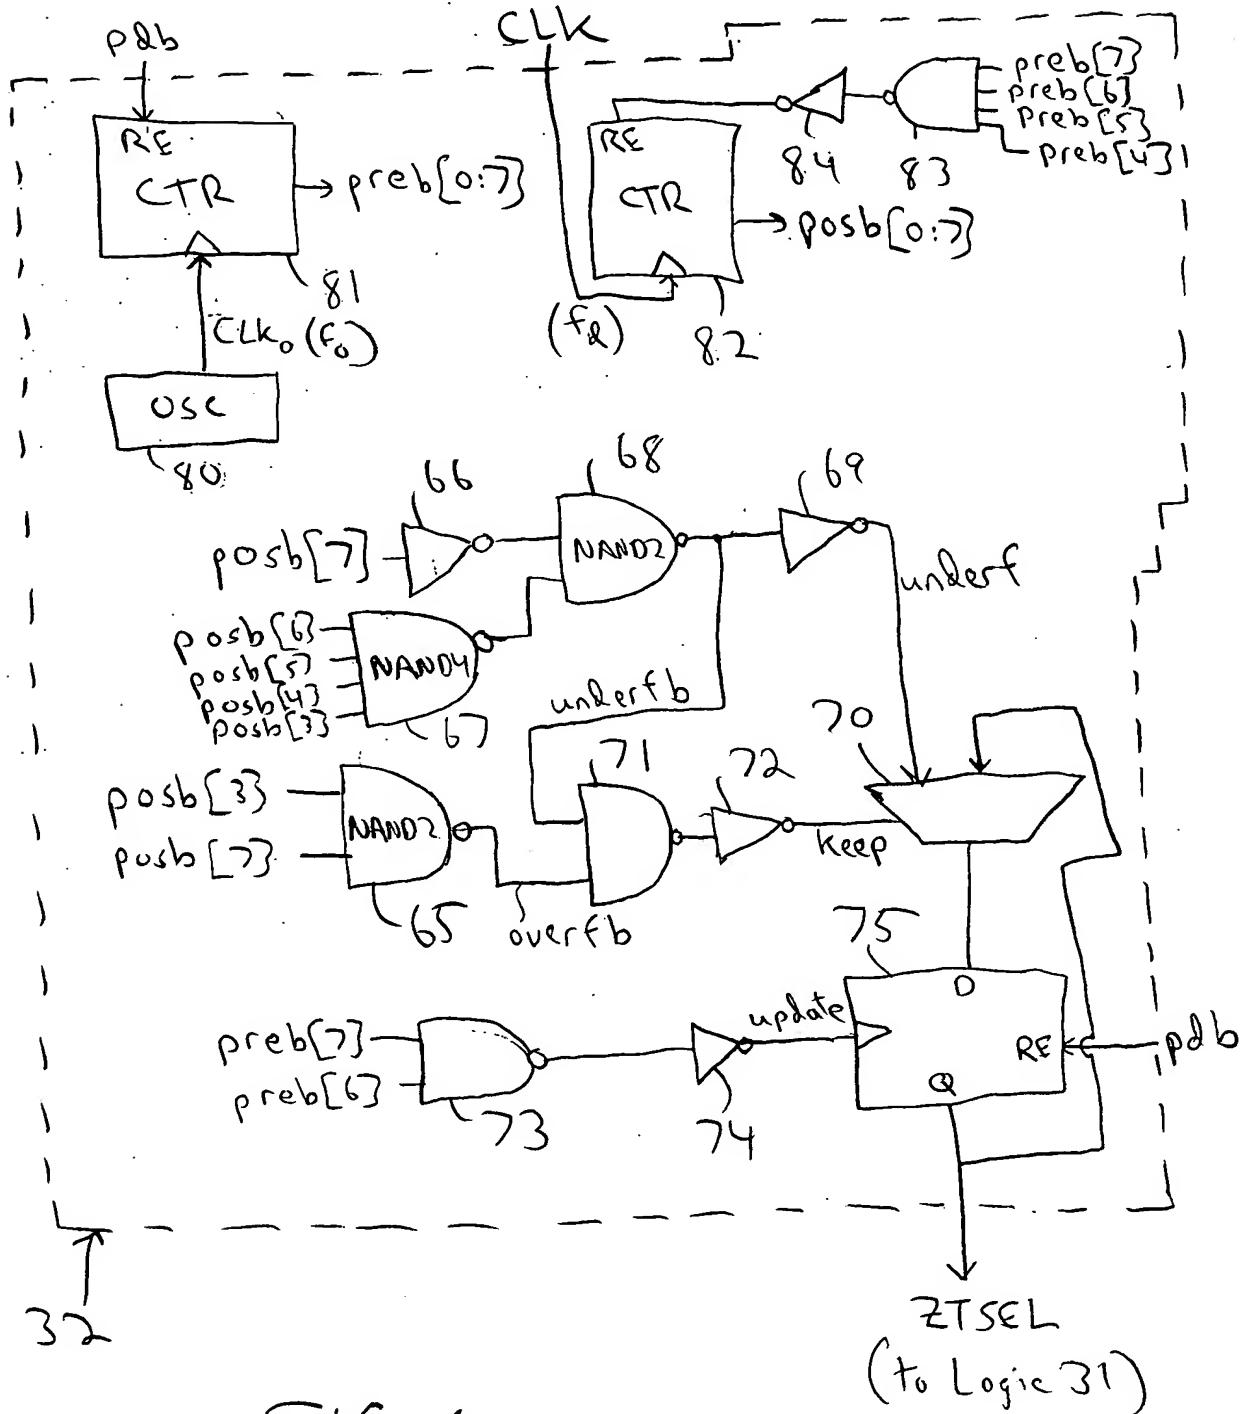 pdb
CLK
RE
CTR
preb[0:7]
81
CLK₀ (f₀)
OSC
80
RE
CTR
posb[0:7]
(fd)
82
84
83
preb[7]
preb[6]
preb[5]
preb[4]
66
68
69
posb[7]
NAND2
underf
posb[6]
posb[5]
posb[4]
posb[3]
NAND4
67
underfb
70
71
72
posb[3]
posb[7]
NAND2
keep
65
overfb
75
preb[7]
preb[6]
73
74
update
D
RE
Q
pdb
32
ZTSEL
(to Logic 31)